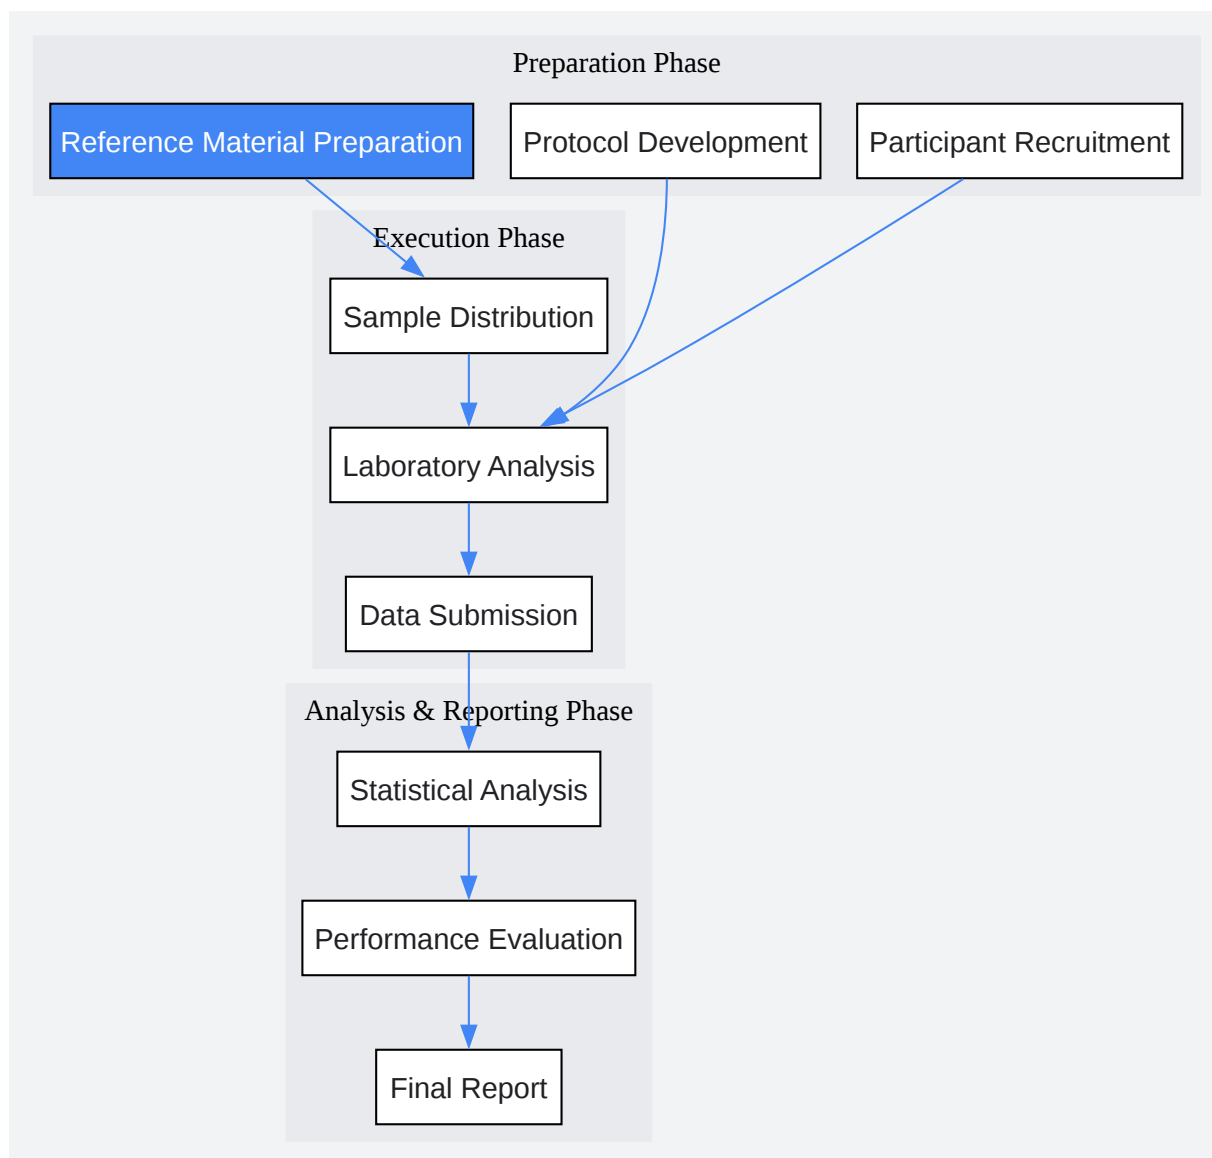 Preparation Phase
Reference Material Preparation
Protocol Development
Participant Recruitment
Execution Phase
Sample Distribution
Laboratory Analysis
Data Submission
Analysis & Reporting Phase
Statistical Analysis
Performance Evaluation
Final Report